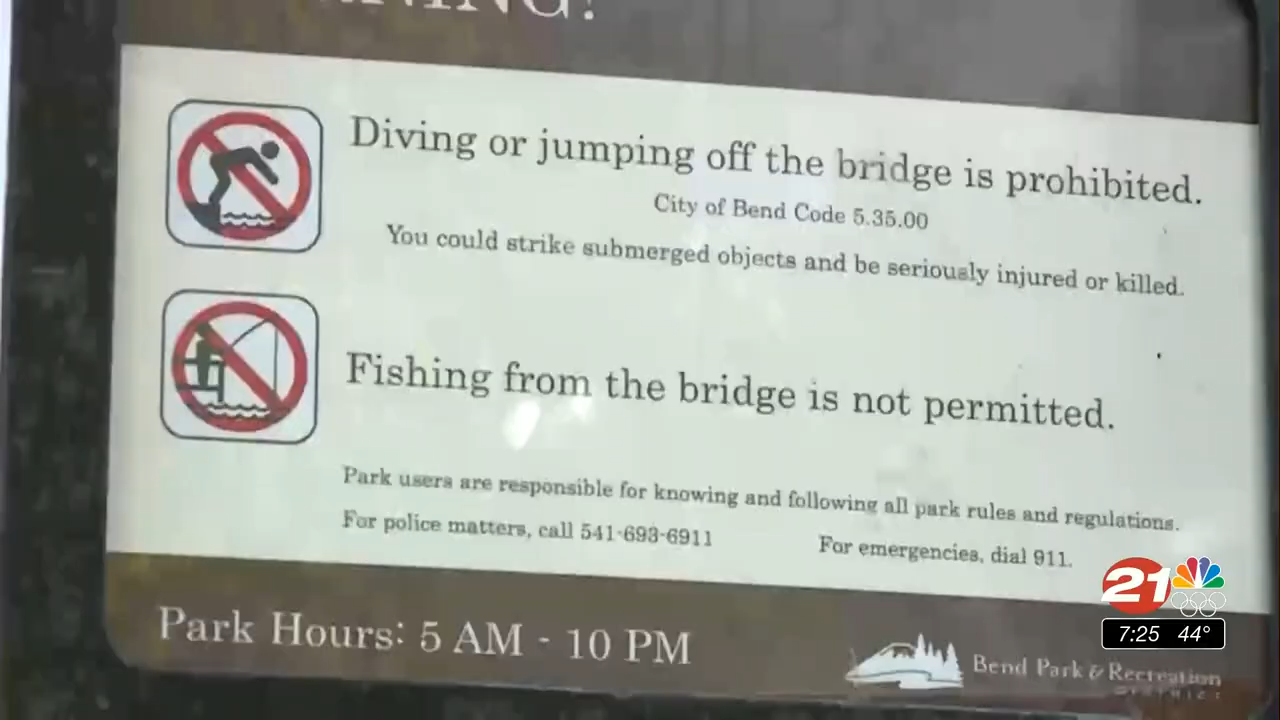 Diving or jumping off the bridge is prohibited.
City of Bend Code 5.35.00
You could strike submerged objects and be seriously injured or killed.
Fishing from the bridge is not permitted.
Park users are responsible for knowing and following all park rules and regulations.
For police matters, call 541-693-6911
For emergencies, dial 911.
Park Hours: 5 AM - 10 PM
Bend Park & Recreation
DISTRICT
21
7:25 44°